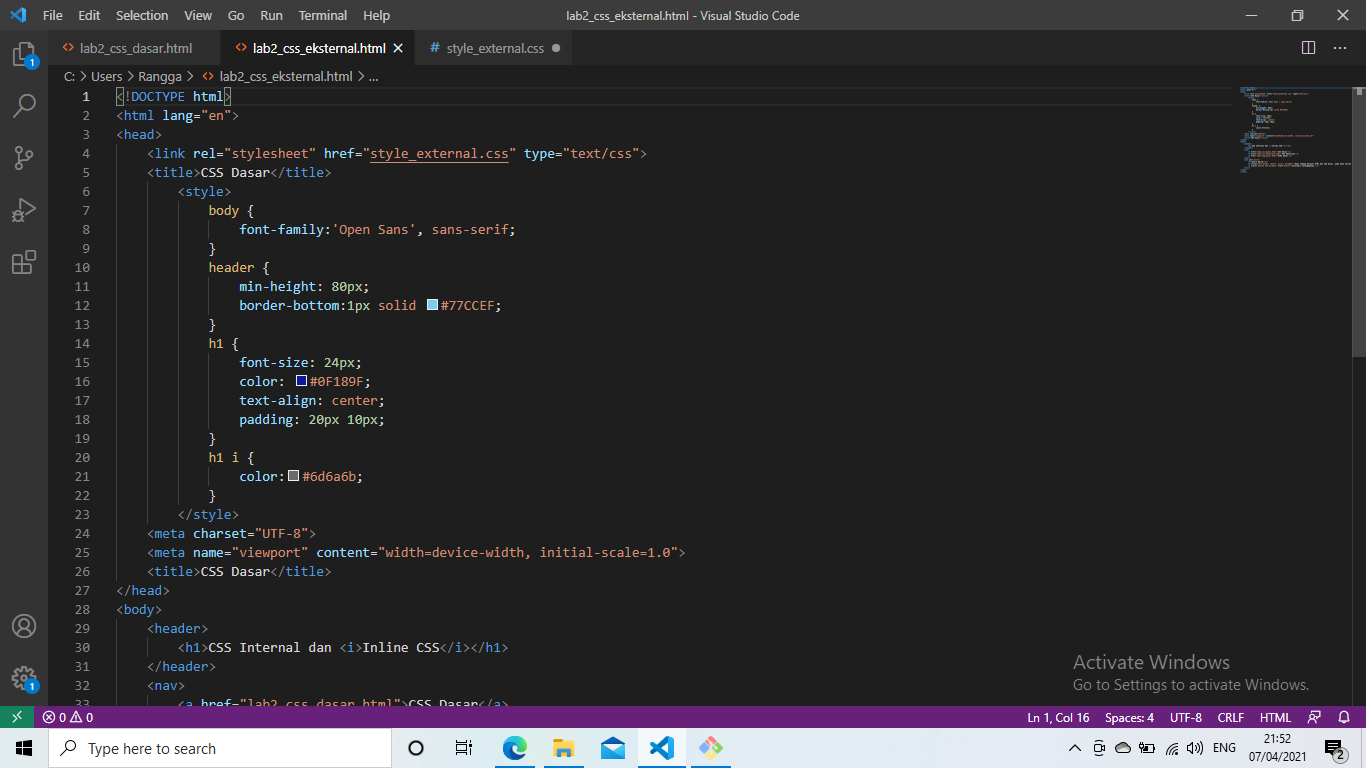 File Edit Selection View Go Run Terminal Help lab2_css_eksternal.html - Visual Studio Code
lab2_css_dasar.html lab2_css_eksternal.html style_external.css
C: > Users > Rangga > lab2_css_eksternal.html > ...
1 <!DOCTYPE html>
2 <html lang="en">
3 <head>
4 <link rel="stylesheet" href="style_external.css" type="text/css">
5 <title>CSS Dasar</title>
6 <style>
7 body {
8 font-family:'Open Sans', sans-serif;
9 }
10 header {
11 min-height: 80px;
12 border-bottom:1px solid #77CCEF;
13 }
14 h1 {
15 font-size: 24px;
16 color: #0F189F;
17 text-align: center;
18 padding: 20px 10px;
19 }
20 h1 i {
21 color:#6d6a6b;
22 }
23 </style>
24 <meta charset="UTF-8">
25 <meta name="viewport" content="width=device-width, initial-scale=1.0">
26 <title>CSS Dasar</title>
27 </head>
28 <body>
29 <header>
30 <h1>CSS Internal dan <i>Inline CSS</i></h1>
31 </header>
32 <nav>
33 <a href="lab2_css_dasar.html">CSS Dasar</a>
1
1
Activate Windows
Go to Settings to activate Windows.
0 0 Ln 1, Col 16 Spaces: 4 UTF-8 CRLF HTML
Type here to search ENG 21:52
07/04/2021 2